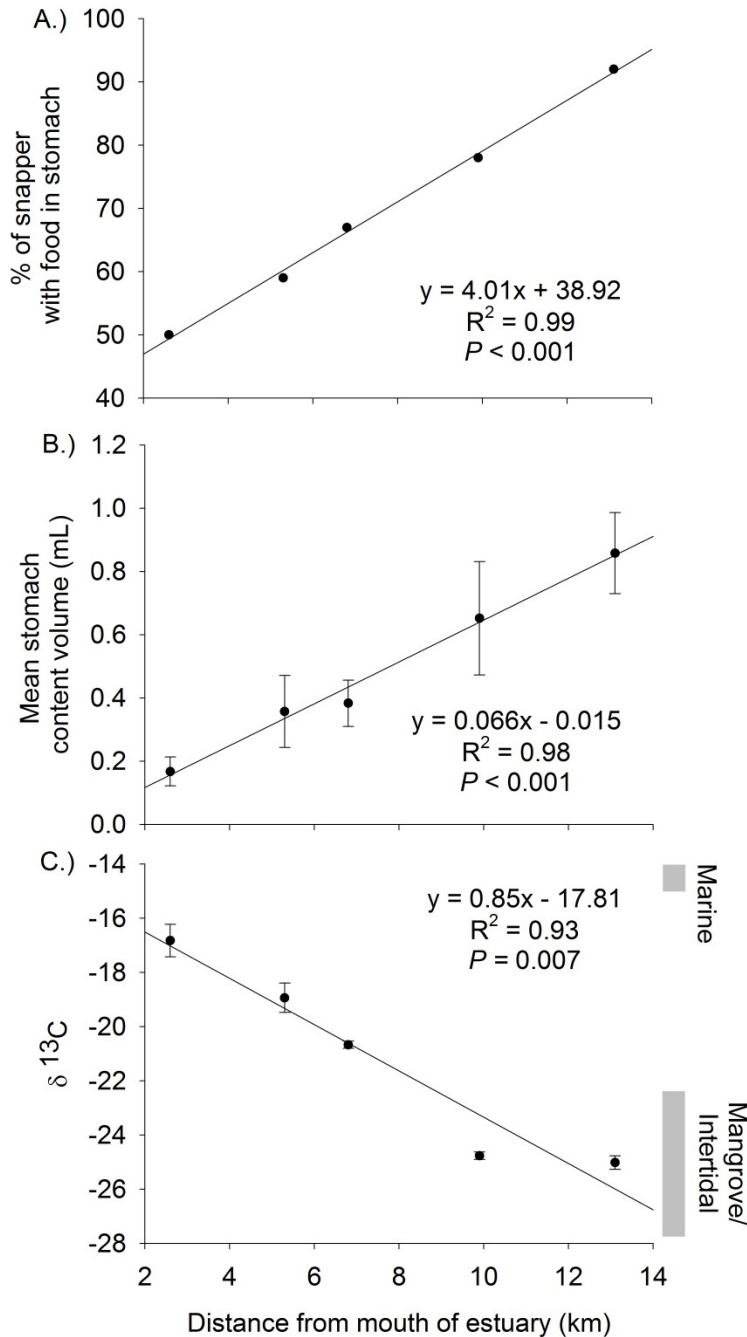 A.)
100
90
80
70
60
50
40
% of snapper
with food in stomach
y = 4.01x + 38.92
R² = 0.99
P < 0.001
B.)
1.2
1.0
0.8
0.6
0.4
0.2
0.0
Mean stomach
content volume (mL)
y = 0.066x - 0.015
R² = 0.98
P < 0.001
C.)
-14
-16
-18
-20
-22
-24
-26
-28
δ ¹³C
y = 0.85x - 17.81
R² = 0.93
P = 0.007
Marine
Mangrove/
Intertidal
2 4 6 8 10 12 14
Distance from mouth of estuary (km)